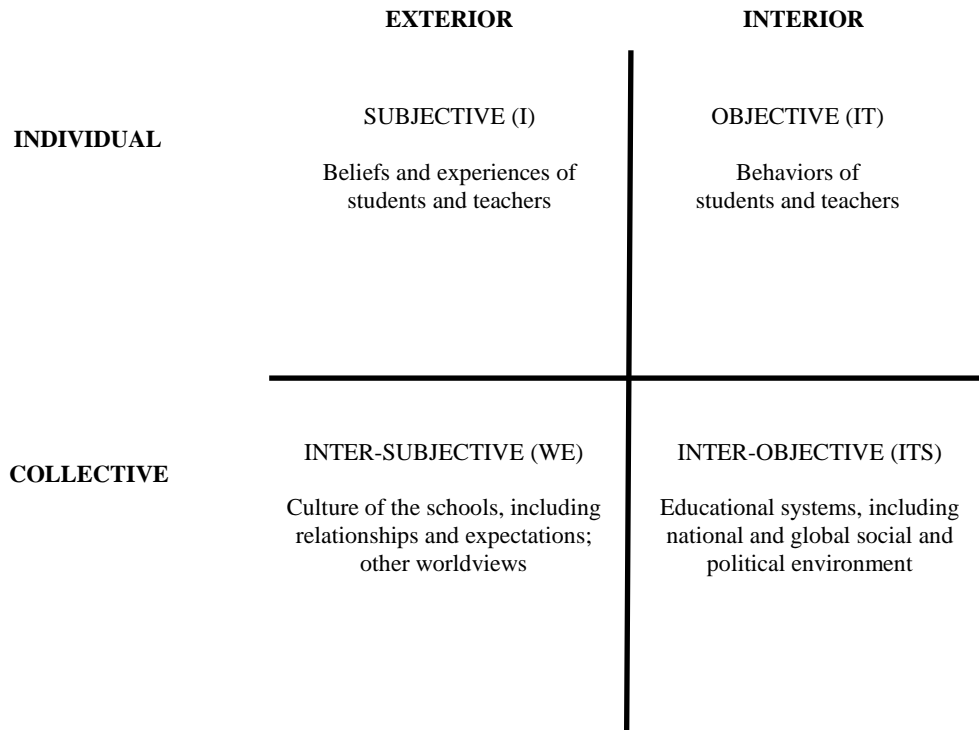 EXTERIOR INTERIOR
INDIVIDUAL
SUBJECTIVE (I)
Beliefs and experiences of
students and teachers
OBJECTIVE (IT)
Behaviors of
students and teachers
COLLECTIVE
INTER-SUBJECTIVE (WE)
Culture of the schools, including
relationships and expectations;
other worldviews
INTER-OBJECTIVE (ITS)
Educational systems, including
national and global social and
political environment